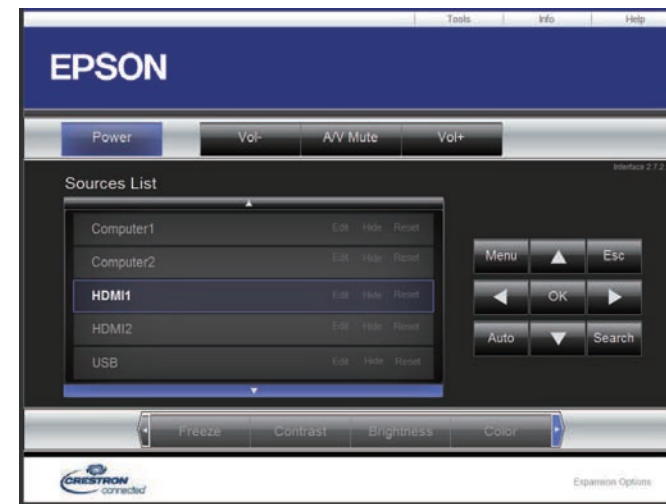 Tools Info Help
EPSON
Power Vol- A/V Mute Vol+
Interface 2.7.2
Sources List
Computer1 Edit Hide Reset
Computer2 Edit Hide Reset
HDMI1 Edit Hide Reset
HDMI2 Edit Hide Reset
USB Edit Hide Reset
Menu Esc
OK
Auto Search
Freeze Contrast Brightness Color
CRESTRON
connected
Expansion Options